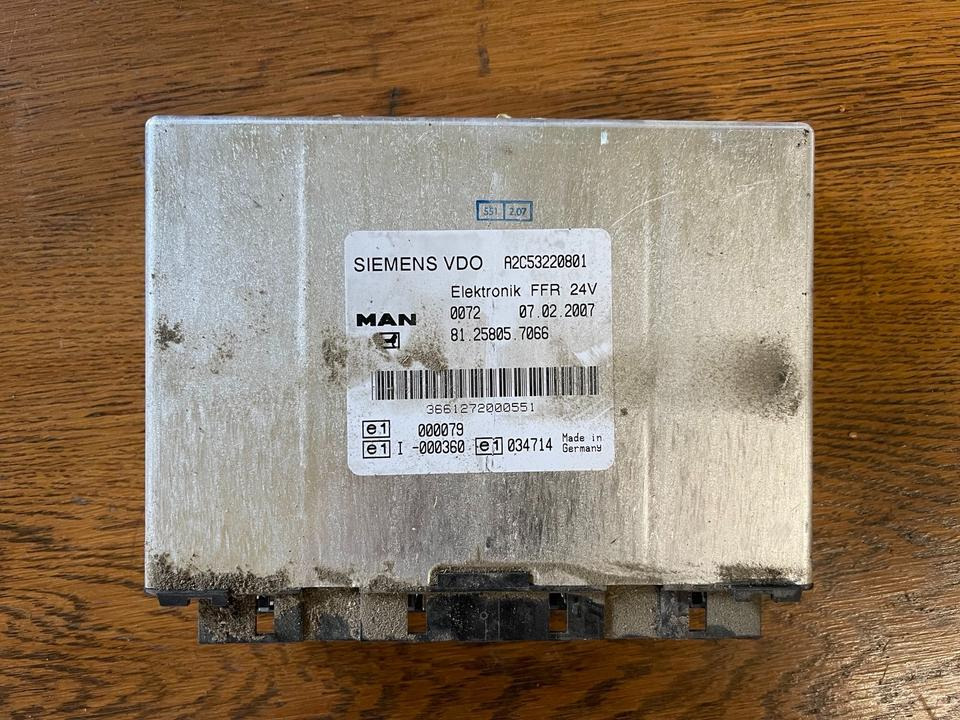 551 2.07
SIEMENS VDO A2C53220801
Elektronik FFR 24V
0072 07.02.2007
MAN
81.25805.7066
3661272000551
e1 000079
e1 I -000360 e1 034714 Made in
Germany